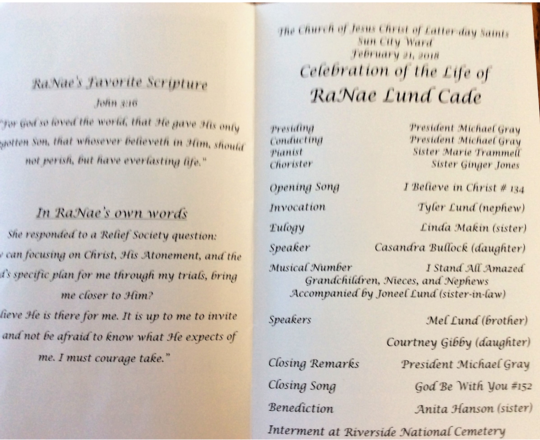 RaNae's Favorite Scripture
John 3:16
"For God so loved the world, that He gave His only
gotten Son, that whosoever believeth in Him, should
not perish, but have everlasting life."
In RaNae's own words
She responded to a Relief Society question:
can focusing on Christ, His Atonement, and the
specific plan for me through my trials, bring
me closer to Him?
lieve He is there for me. It is up to me to invite
and not be afraid to know what He expects of
me. I must courage take."
The Church of Jesus Christ of Latter-day Saints
Sun City Ward
February 21, 2018
Celebration of the Life of
RaNae Lund Cade
Presiding President Michael Gray
Conducting President Michael Gray
Pianist Sister Marie Trammell
Chorister Sister Ginger Jones
Opening Song I Believe in Christ # 134
Invocation Tyler Lund (nephew)
Eulogy Linda Makin (sister)
Speaker Casandra Bullock (daughter)
Musical Number I Stand All Amazed
Grandchildren, Nieces, and Nephews
Accompanied by Joneel Lund (sister-in-law)
Speakers Mel Lund (brother)
Courtney Gibby (daughter)
Closing Remarks President Michael Gray
Closing Song God Be With You #152
Benediction Anita Hanson (sister)
Interment at Riverside National Cemetery